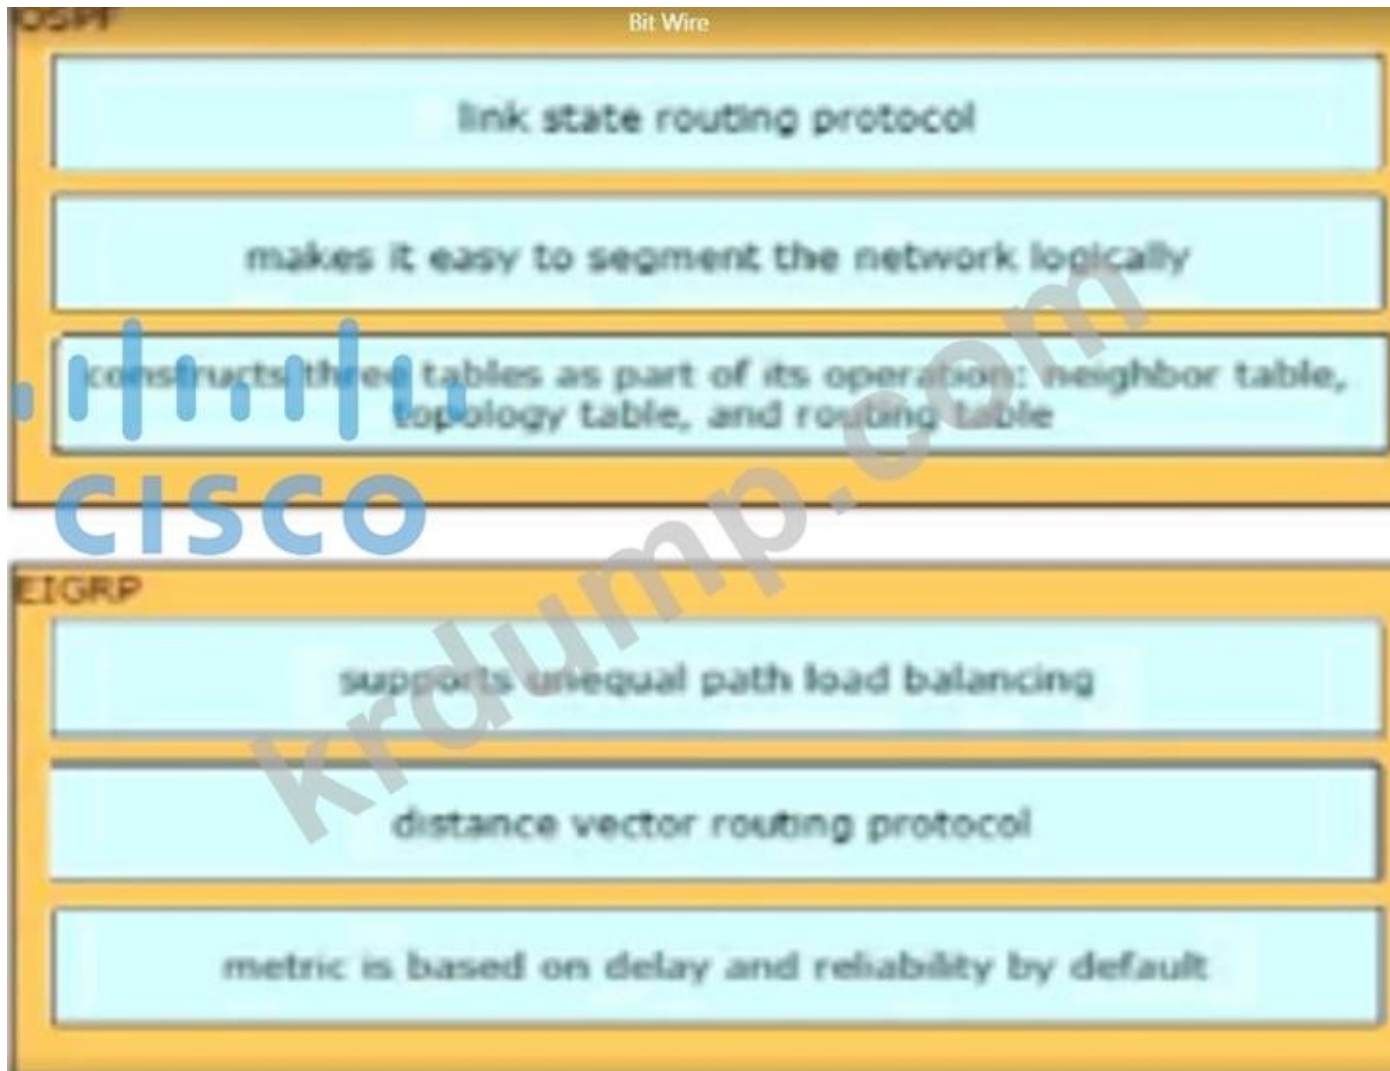 OSPF
Bit Wire
link state routing protocol
makes it easy to segment the network logically
constructs three tables as part of its operation: neighbor table,
topology table, and routing table
CISCO
EIGRP
supports unequal path load balancing
distance vector routing protocol
metric is based on delay and reliability by default
krdump.com